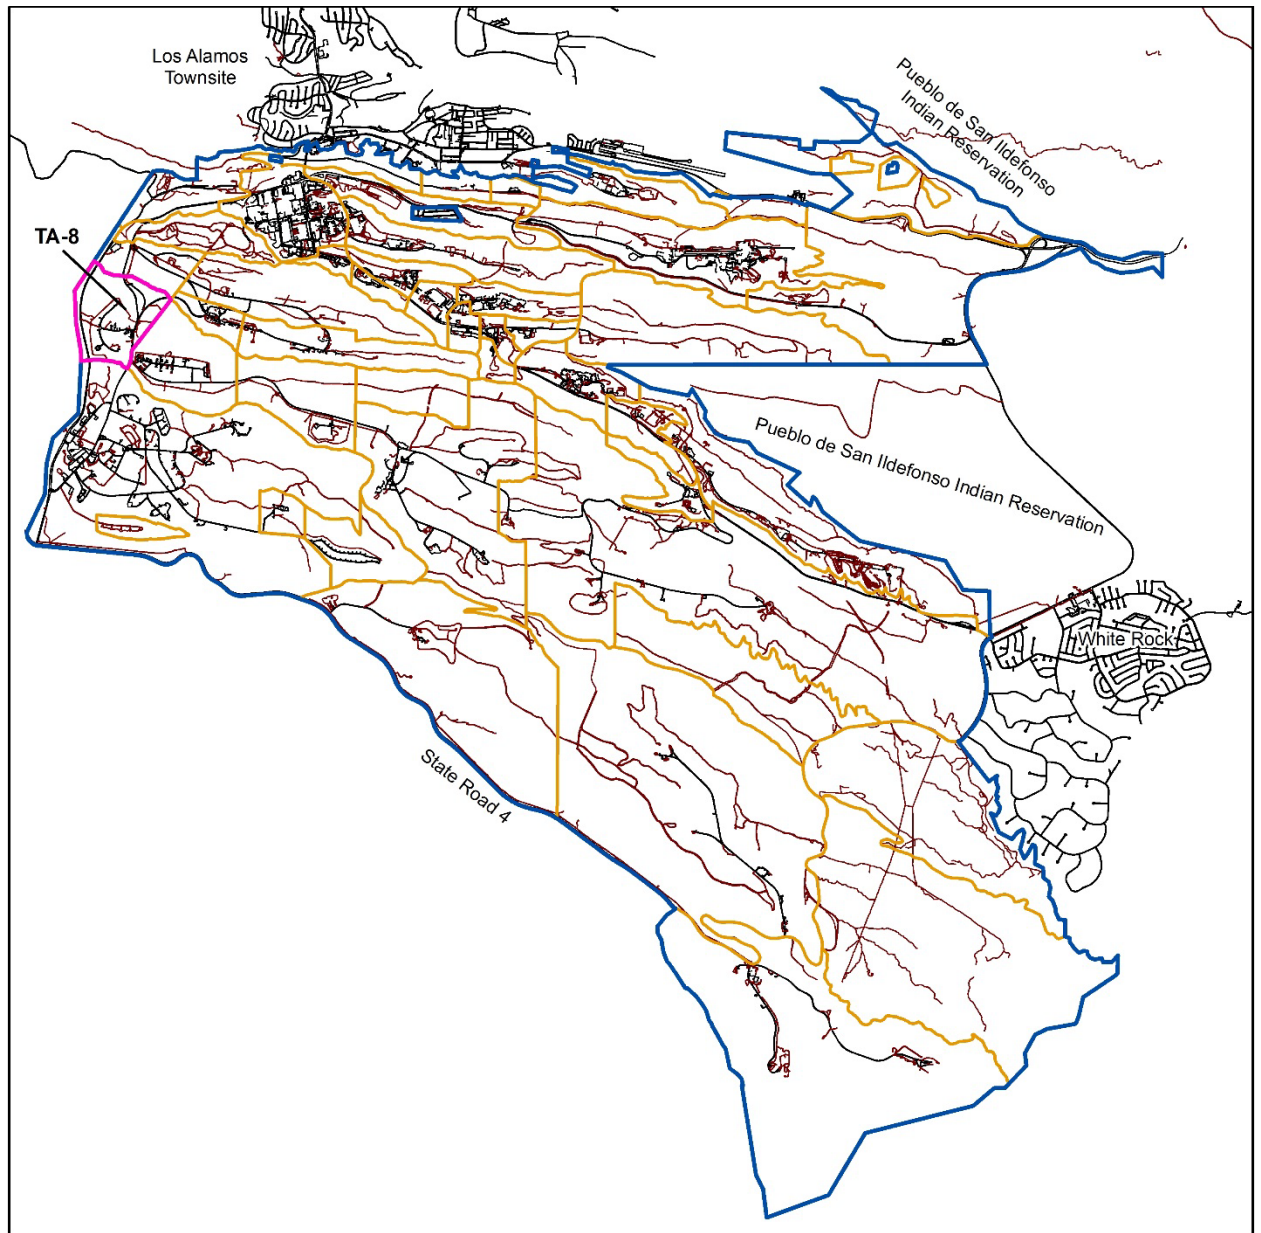 Los Alamos
Townsite
Pueblo de San Ildefonso
Indian Reservation
TA-8
Pueblo de San Ildefonso Indian Reservation
White Rock
State Road 4